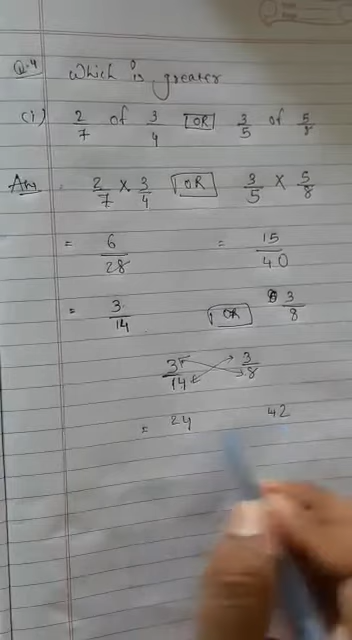 Q.4 Which is greater
(i) 2/7 of 3/4 OR 3/5 of 5/8
Ans. 2/7 × 3/4 OR 3/5 × 5/8
= 6/28 = 15/40
= 3/14 OR 3/8
3/14 3/8
= 24 42